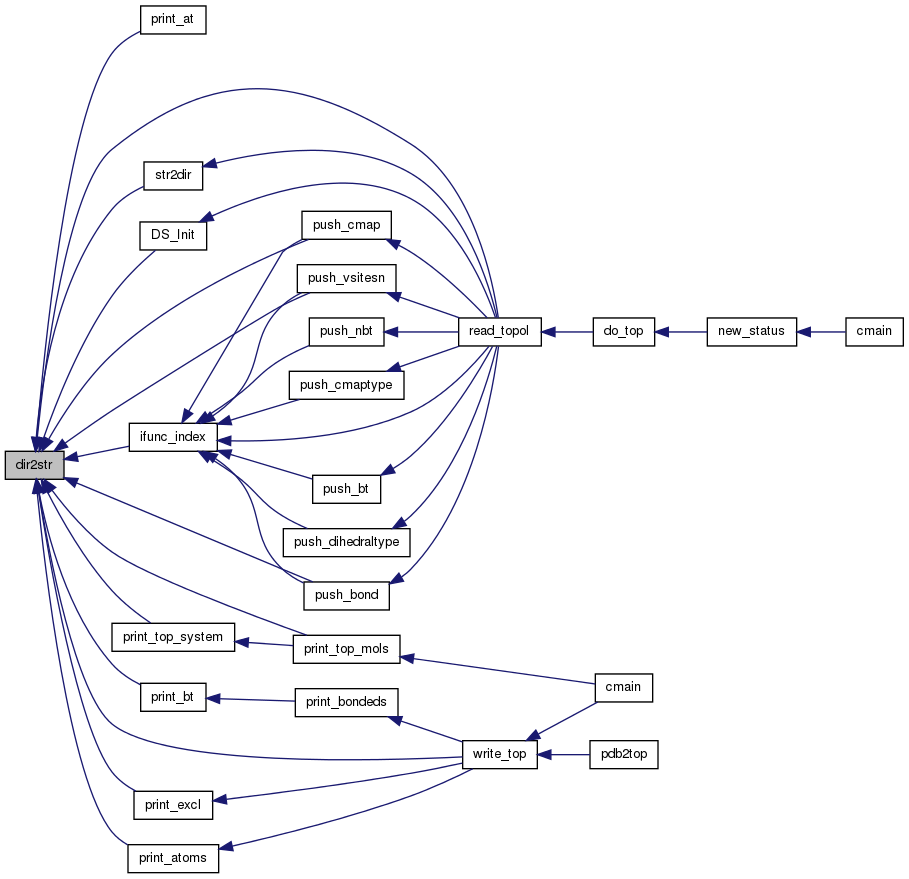 print_at
str2dir
DS_Init
push_cmap
push_vsitesn
push_nbt
read_topol
do_top
new_status
cmain
push_cmaptype
ifunc_index
dir2str
push_bt
push_dihedraltype
push_bond
print_top_system
print_top_mols
cmain
print_bt
print_bondeds
write_top
pdb2top
print_excl
print_atoms